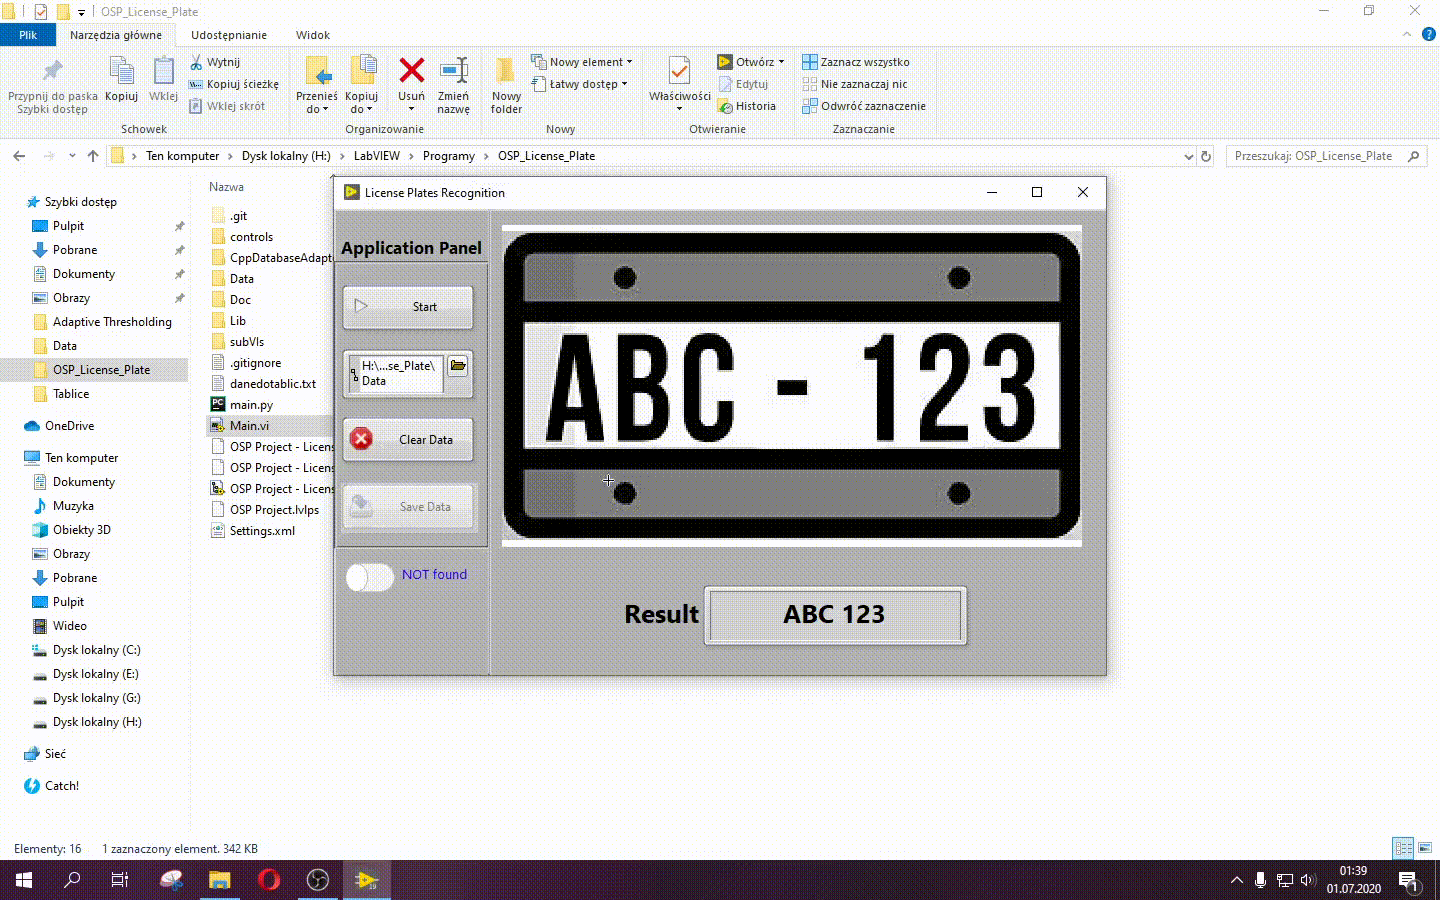 OSP_License_Plate
Plik
Narzędzia główne
Udostępnianie
Widok
Przypnij do paska
Szybki dostęp
Kopiuj
Wklej
Wytnij
Kopiuj ścieżkę
Wklej skrót
Schowek
Przenieś
do
Kopiuj
do
Usuń
Zmień
nazwę
Organizowanie
Nowy
folder
Nowy element
Łatwy dostęp
Nowy
Właściwości
Otwórz
Edytuj
Historia
Otwieranie
Zaznacz wszystko
Nie zaznaczaj nic
Odwróć zaznaczenie
Zaznaczanie
Ten komputer
Dysk lokalny (H:)
LabVIEW
Programy
OSP_License_Plate
Przeszukaj: OSP_License_Plate
Szybki dostęp
Pulpit
Pobrane
Dokumenty
Obrazy
Adaptive Thresholding
Data
OSP_License_Plate
Tablice
OneDrive
Ten komputer
Dokumenty
Muzyka
Obiekty 3D
Obrazy
Pobrane
Pulpit
Wideo
Dysk lokalny (C:)
Dysk lokalny (E:)
Dysk lokalny (G:)
Dysk lokalny (H:)
Sieć
Catch!
Nazwa
.git
controls
CppDatabaseAdapt
Data
Doc
Lib
subVIs
.gitignore
danedotablic.txt
main.py
Main.vi
OSP Project - Licens
OSP Project - Licens
OSP Project - Licens
OSP Project.lvlps
Settings.xml
License Plates Recognition
Application Panel
Start
H:\...se_Plate\
Data
Clear Data
Save Data
NOT found
ABC - 123
Result
ABC 123
Elementy: 16
1 zaznaczony element. 342 KB
01:39
01.07.2020
1